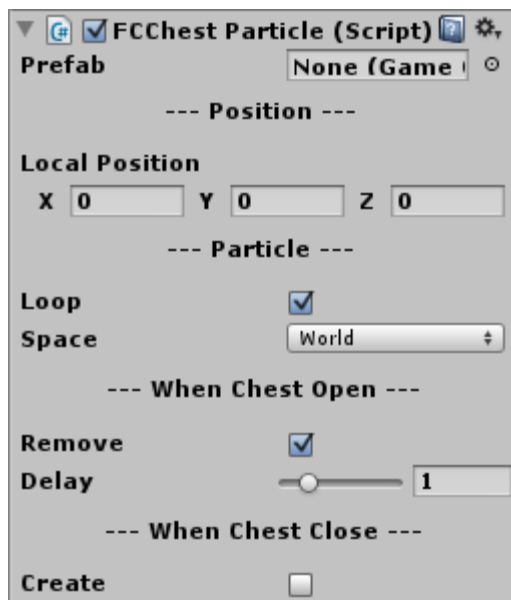 FCChest Particle (Script)
Prefab None (Game
--- Position ---
Local Position
X 0 Y 0 Z 0
--- Particle ---
Loop
Space World
--- When Chest Open ---
Remove
Delay 1
--- When Chest Close ---
Create